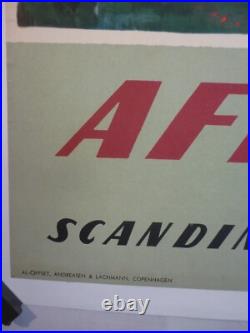 AF
SCANDIN
AL-OFFSET, ANDREASEN & LACHMANN, COPENHAGEN